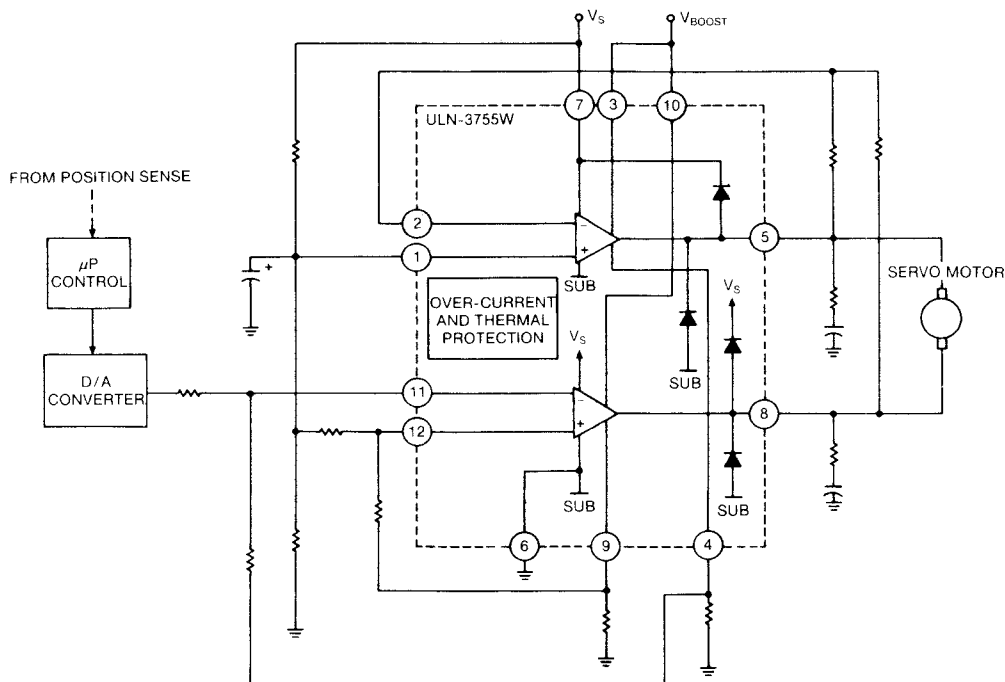 VS
VBOOST
7
3
10
ULN-3755W
FROM POSITION SENSE
2
−
5
+
1
SUB
µP
CONTROL
SERVO MOTOR
OVER-CURRENT
AND THERMAL
PROTECTION
VS
+
VS
SUB
D/A
CONVERTER
11
−
8
12
+
SUB
SUB
6
9
4